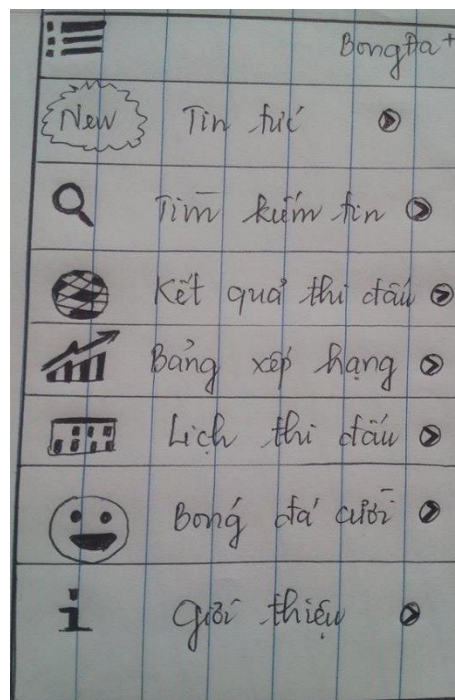 BongĐa+
New Tin tức
Tìm kiếm tin
Kết quả thi đấu
Bảng xếp hạng
Lịch thi đấu
Bóng đá cười
i Giới thiệu